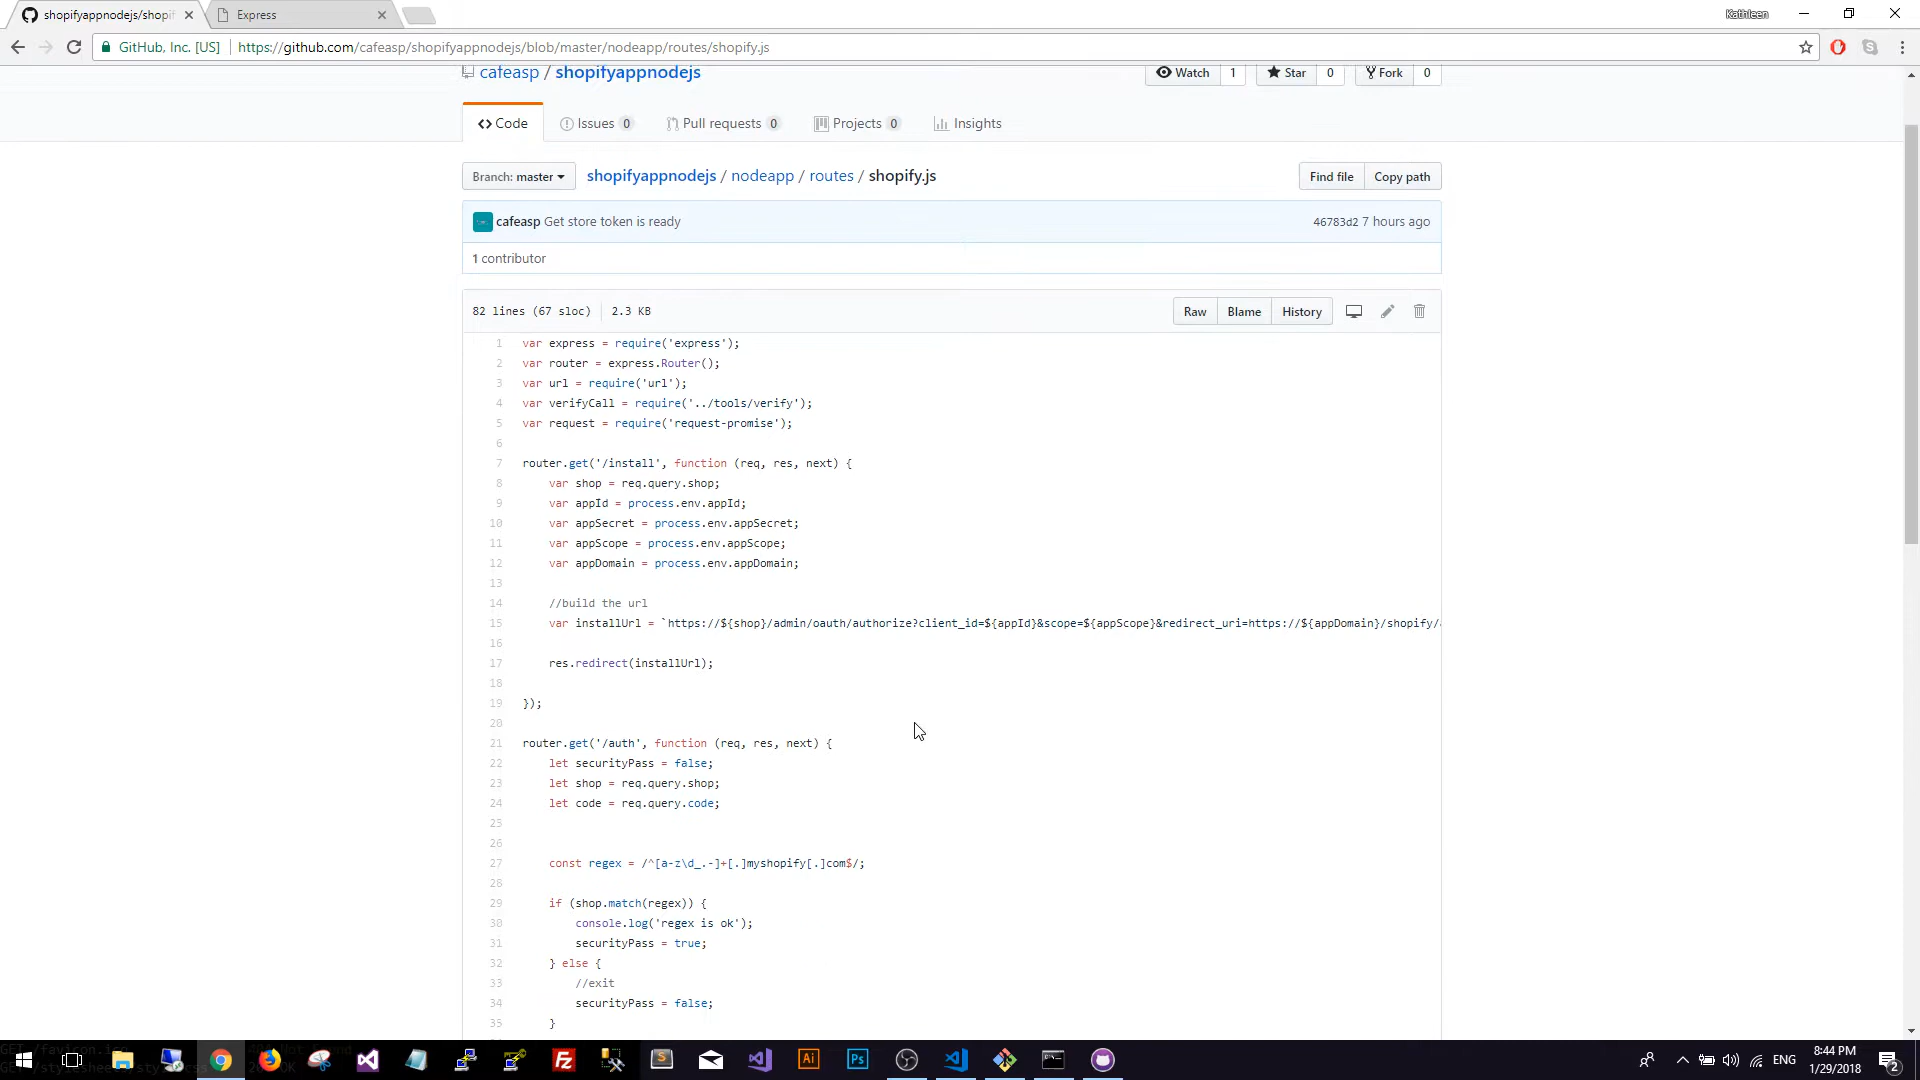 shopifyappnodejs/shopif
Express
Kathleen
GitHub, Inc. [US]
https://github.com/cafeasp/shopifyappnodejs/blob/master/nodeapp/routes/shopify.js
cafeasp / shopifyappnodejs
Watch 1
Star 0
Fork 0
<> Code
Issues 0
Pull requests 0
Projects 0
Insights
Branch: master
shopifyappnodejs / nodeapp / routes / shopify.js
Find file
Copy path
cafeasp Get store token is ready
46783d2 7 hours ago
1 contributor
82 lines (67 sloc)
2.3 KB
Raw
Blame
History
1 var express = require('express');
2 var router = express.Router();
3 var url = require('url');
4 var verifyCall = require('../tools/verify');
5 var request = require('request-promise');
6
7 router.get('/install', function (req, res, next) {
8 var shop = req.query.shop;
9 var appId = process.env.appId;
10 var appSecret = process.env.appSecret;
11 var appScope = process.env.appScope;
12 var appDomain = process.env.appDomain;
13
14 //build the url
15 var installUrl = `https://${shop}/admin/oauth/authorize?client_id=${appId}&scope=${appScope}&redirect_uri=https://${appDomain}/shopify/
16
17 res.redirect(installUrl);
18
19 });
20
21 router.get('/auth', function (req, res, next) {
22 let securityPass = false;
23 let shop = req.query.shop;
24 let code = req.query.code;
25
26
27 const regex = /^[a-z\d_.-]+[.]myshopify[.]com$/;
28
29 if (shop.match(regex)) {
30 console.log('regex is ok');
31 securityPass = true;
32 } else {
33 //exit
34 securityPass = false;
35 }
Ai
Ps
ENG
8:44 PM
1/29/2018
2